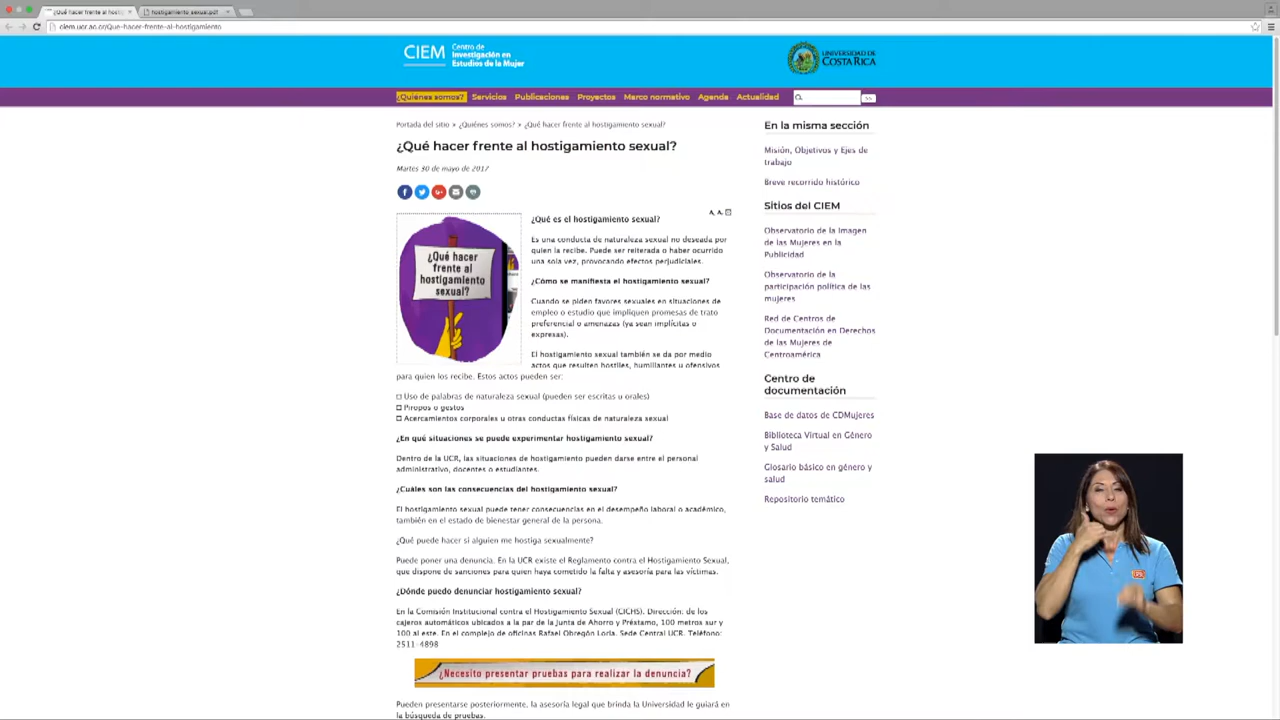 ¿Qué hacer frente al host
hostigamiento sexual.pdf
ciem.ucr.ac.cr/Que-hacer-frente-al-hostigamiento
CIEM
Centro de
Investigación en
Estudios de la Mujer
UNIVERSIDAD DE
COSTA RICA
¿Quiénes somos? Servicios Publicaciones Proyectos Marco normativo Agenda Actualidad >>
Portada del sitio > ¿Quiénes somos? > ¿Qué hacer frente al hostigamiento sexual?
¿Qué hacer frente al hostigamiento sexual?
Martes 30 de mayo de 2017
¿Qué hacer
frente al
hostigamiento
sexual?
¿Qué es el hostigamiento sexual?
Es una conducta de naturaleza sexual no deseada por
quien la recibe. Puede ser reiterada o haber ocurrido
una sola vez, provocando efectos perjudiciales.
¿Cómo se manifiesta el hostigamiento sexual?
Cuando se piden favores sexuales en situaciones de
empleo o estudio que impliquen promesas de trato
preferencial o amenazas (ya sean implícitas o
expresas).
El hostigamiento sexual también se da por medio
actos que resulten hostiles, humillantes u ofensivos
para quien los recibe. Estos actos pueden ser:
Uso de palabras de naturaleza sexual (pueden ser escritas u orales)
Piropos o gestos
Acercamientos corporales u otras conductas físicas de naturaleza sexual
¿En qué situaciones se puede experimentar hostigamiento sexual?
Dentro de la UCR, las situaciones de hostigamiento pueden darse entre el personal
administrativo, docentes o estudiantes.
¿Cuáles son las consecuencias del hostigamiento sexual?
El hostigamiento sexual puede tener consecuencias en el desempeño laboral o académico,
también en el estado de bienestar general de la persona.
¿Qué puede hacer si alguien me hostiga sexualmente?
Puede poner una denuncia. En la UCR existe el Reglamento contra el Hostigamiento Sexual,
que dispone de sanciones para quien haya cometido la falta y asesoría para las víctimas.
¿Dónde puedo denunciar hostigamiento sexual?
En la Comisión Institucional contra el Hostigamiento Sexual (CICHS). Dirección: de los
cajeros automáticos ubicados a la par de la Junta de Ahorro y Préstamo, 100 metros sur y
100 al este. En el complejo de oficinas Rafael Obregón Loría. Sede Central UCR. Teléfono:
2511-4898
¿Necesito presentar pruebas para realizar la denuncia?
Pueden presentarse posteriormente, la asesoría legal que brinda la Universidad le guiará en
la búsqueda de pruebas.
En la misma sección
Misión, Objetivos y Ejes de
trabajo
Breve recorrido histórico
Sitios del CIEM
Observatorio de la Imagen
de las Mujeres en la
Publicidad
Observatorio de la
participación política de las
mujeres
Red de Centros de
Documentación en Derechos
de las Mujeres de
Centroamérica
Centro de
documentación
Base de datos de CDMujeres
Biblioteca Virtual en Género
y Salud
Glosario básico en género y
salud
Repositorio temático